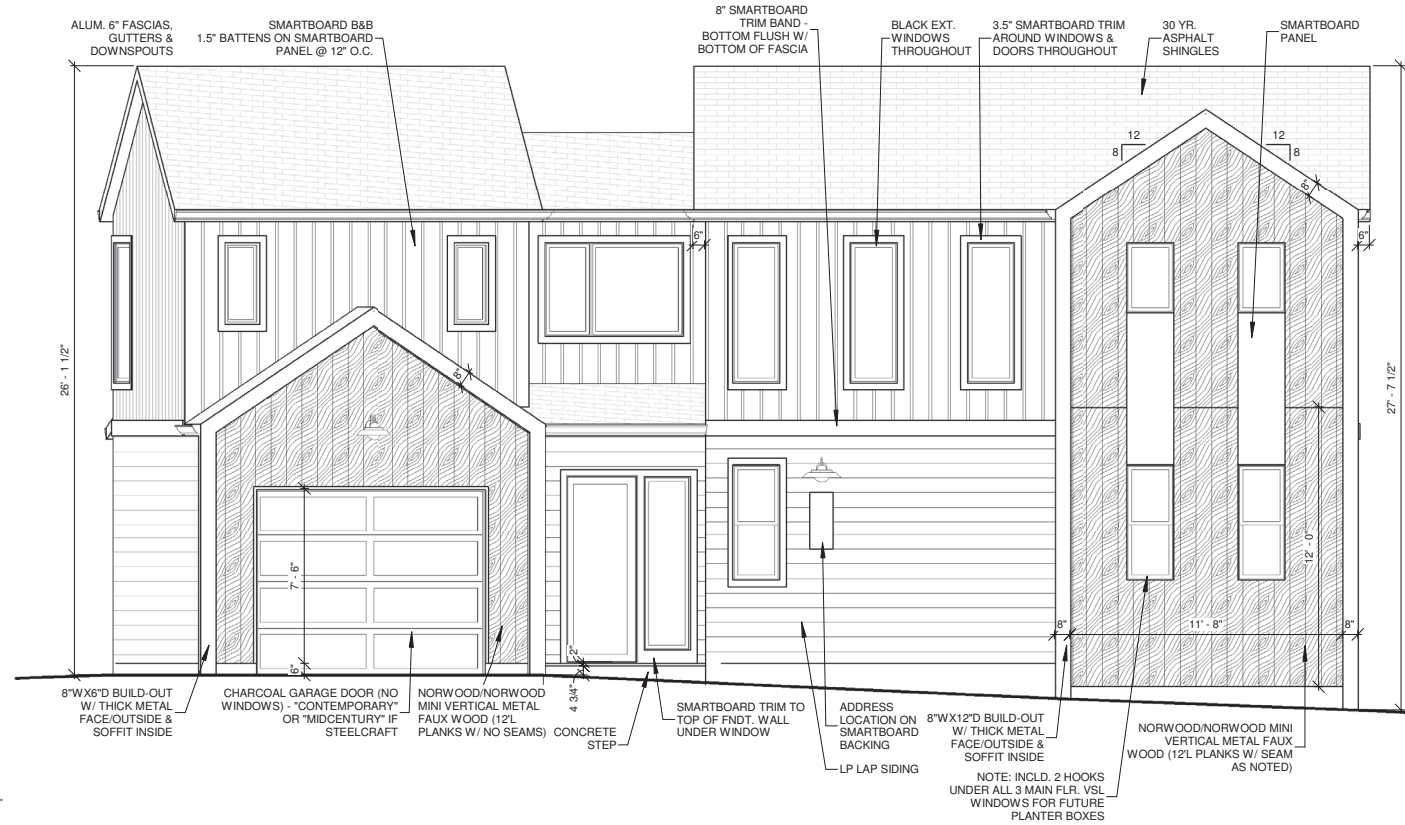 ALUM. 6" FASCIAS,
GUTTERS &
DOWNSPOUTS
SMARTBOARD B&B
1.5" BATTENS ON SMARTBOARD
PANEL @ 12" O.C.
8" SMARTBOARD
TRIM BAND -
BOTTOM FLUSH W/
BOTTOM OF FASCIA
BLACK EXT.
WINDOWS
THROUGHOUT
3.5" SMARTBOARD TRIM
AROUND WINDOWS &
DOORS THROUGHOUT
30 YR.
ASPHALT
SHINGLES
SMARTBOARD
PANEL
12
8
12
8
8"
6"
6"
26' - 1 1/2"
27' - 7 1/2"
8"
12' - 0"
7' - 6"
6"
8"
11' - 8"
8"
2"
4 3/4"
8"WX6"D BUILD-OUT
W/ THICK METAL
FACE/OUTSIDE &
SOFFIT INSIDE
CHARCOAL GARAGE DOOR (NO
WINDOWS) - "CONTEMPORARY"
OR "MIDCENTURY" IF
STEELCRAFT
NORWOOD/NORWOOD
MINI VERTICAL METAL
FAUX WOOD (12'L
PLANKS W/ NO SEAMS)
CONCRETE
STEP
SMARTBOARD TRIM TO
TOP OF FNDT. WALL
UNDER WINDOW
ADDRESS
LOCATION ON
SMARTBOARD
BACKING
LP LAP SIDING
8"WX12"D BUILD-OUT
W/ THICK METAL
FACE/OUTSIDE &
SOFFIT INSIDE
NOTE: INCLD. 2 HOOKS
UNDER ALL 3 MAIN FLR. VSL
WINDOWS FOR FUTURE
PLANTER BOXES
NORWOOD/NORWOOD MINI
VERTICAL METAL FAUX
WOOD (12'L PLANKS W/ SEAM
AS NOTED)